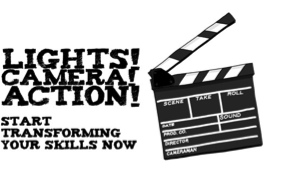 LIGHTS!
CAMERA!
ACTION!
START
TRANSFORMING
YOUR SKILLS NOW
SCENE TAKE ROLL
SOUND
DATE
PROD. CO.
DIRECTOR
CAMERAMAN